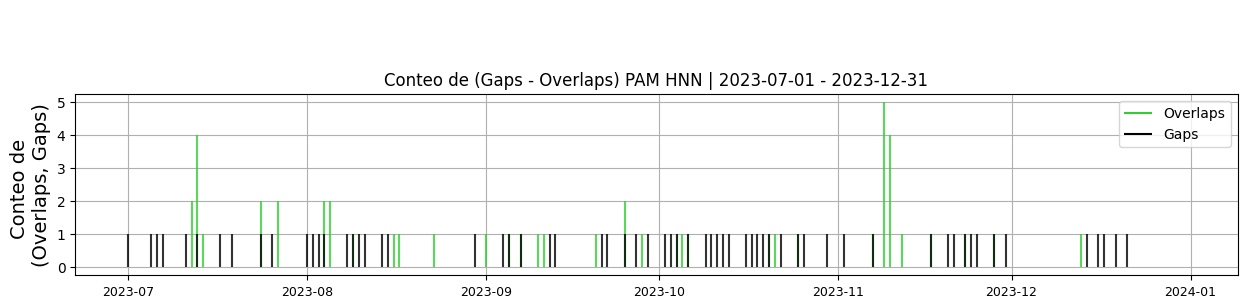 Conteo de (Gaps - Overlaps) PAM HNN | 2023-07-01 - 2023-12-31
Conteo de
(Overlaps, Gaps)
5
4
3
2
1
0
Overlaps
Gaps
2023-07
2023-08
2023-09
2023-10
2023-11
2023-12
2024-01